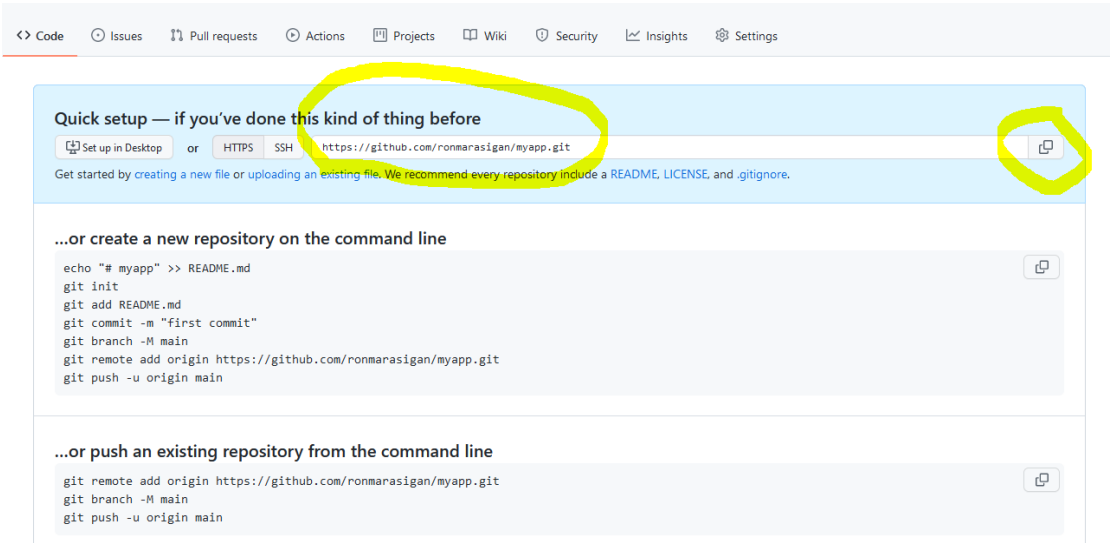 Code Issues Pull requests Actions Projects Wiki Security Insights Settings
Quick setup — if you’ve done this kind of thing before
Set up in Desktop or HTTPS SSH https://github.com/ronmarasigan/myapp.git
Get started by creating a new file or uploading an existing file. We recommend every repository include a README, LICENSE, and .gitignore.
…or create a new repository on the command line
echo "# myapp" >> README.md
git init
git add README.md
git commit -m "first commit"
git branch -M main
git remote add origin https://github.com/ronmarasigan/myapp.git
git push -u origin main
…or push an existing repository from the command line
git remote add origin https://github.com/ronmarasigan/myapp.git
git branch -M main
git push -u origin main